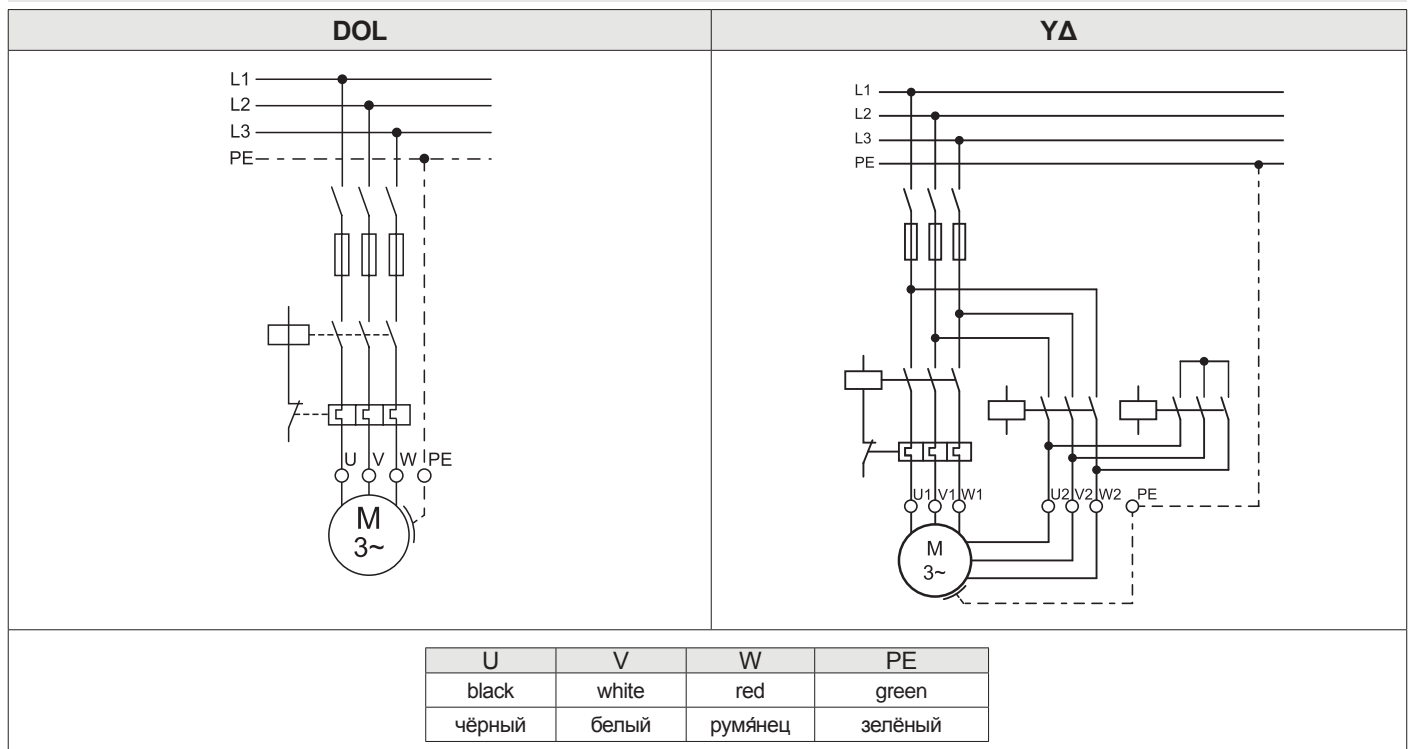 DOL
YΔ
L1
L2
L3
PE
U V W PE
M
3~
L1
L2
L3
PE
U1 V1 W1 U2 V2 W2 PE
M
3~
U V W PE
black white red green
чёрный белый румя́нец зелёный